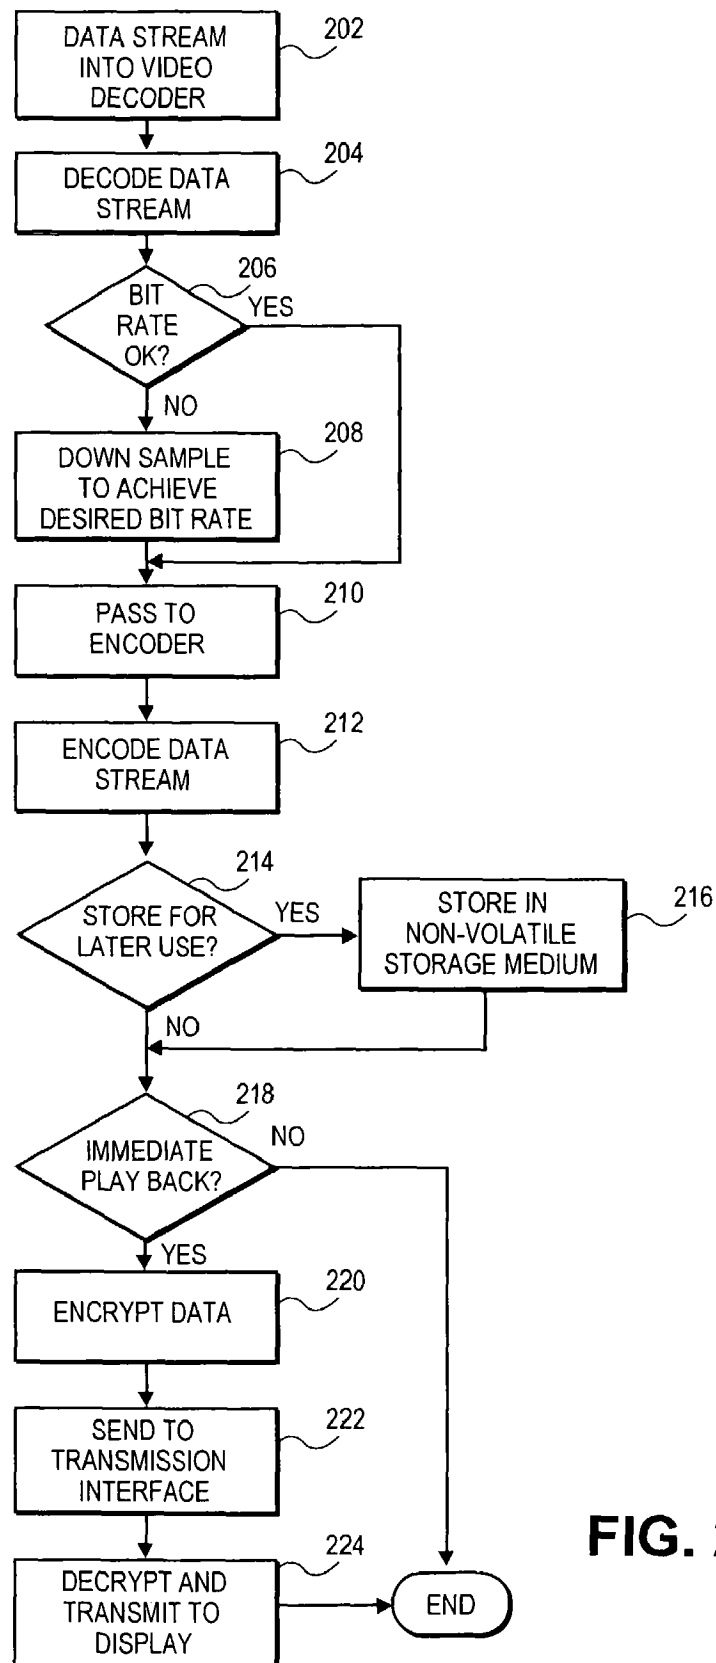 DATA STREAM
INTO VIDEO
DECODER
202
DECODE DATA
STREAM
204
BIT
RATE
OK?
206
YES
NO
DOWN SAMPLE
TO ACHIEVE
DESIRED BIT RATE
208
PASS TO
ENCODER
210
ENCODE DATA
STREAM
212
STORE FOR
LATER USE?
214
YES
NO
STORE IN
NON-VOLATILE
STORAGE MEDIUM
216
IMMEDIATE
PLAY BACK?
218
NO
YES
ENCRYPT DATA
220
SEND TO
TRANSMISSION
INTERFACE
222
DECRYPT AND
TRANSMIT TO
DISPLAY
224
END
FIG.